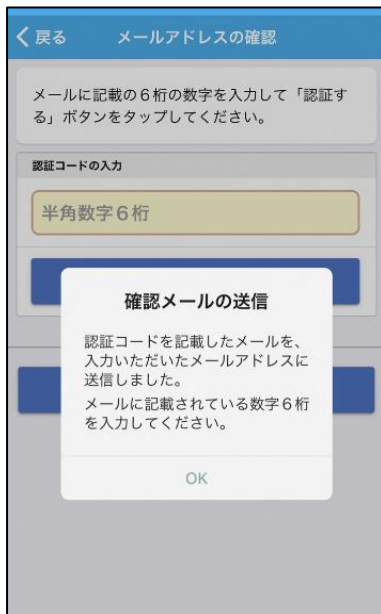 戻る メールアドレスの確認
メールに記載の６桁の数字を入力して「認証す
る」ボタンをタップしてください。
認証コードの入力
半角数字６桁
確認メールの送信
認証コードを記載したメールを、
入力いただいたメールアドレスに
送信しました。
メールに記載されている数字６桁
を入力してください。
OK